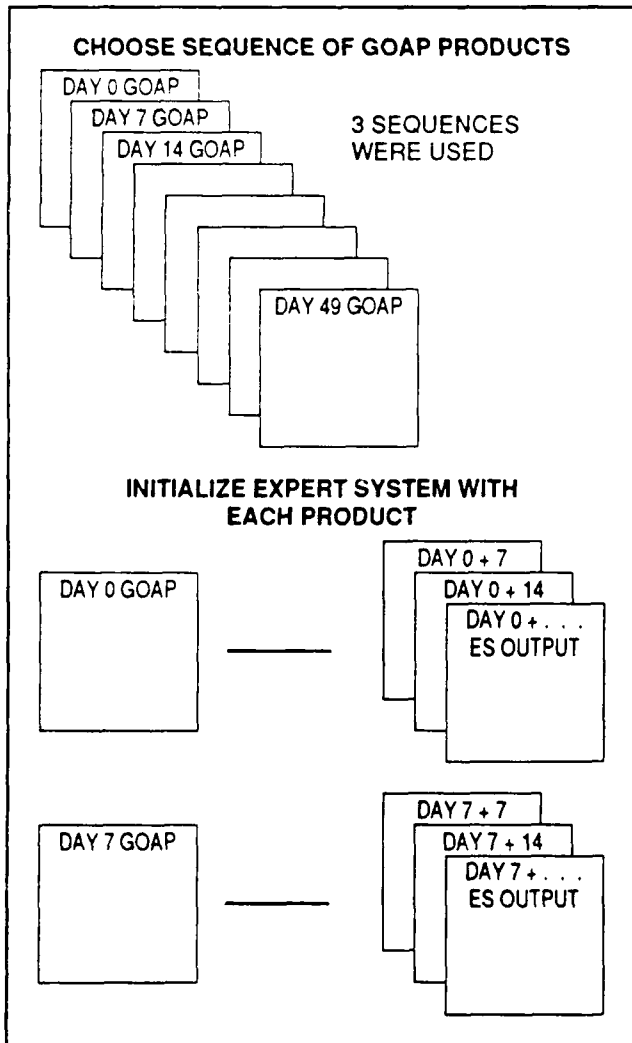 CHOOSE SEQUENCE OF GOAP PRODUCTS
DAY 0 GOAP
DAY 7 GOAP
DAY 14 GOAP
3 SEQUENCES
WERE USED
DAY 49 GOAP
INITIALIZE EXPERT SYSTEM WITH
EACH PRODUCT
DAY 0 GOAP
DAY 0 + 7
DAY 0 + 14
DAY 0 + . . .
ES OUTPUT
DAY 7 GOAP
DAY 7 + 7
DAY 7 + 14
DAY 7 + . . .
ES OUTPUT